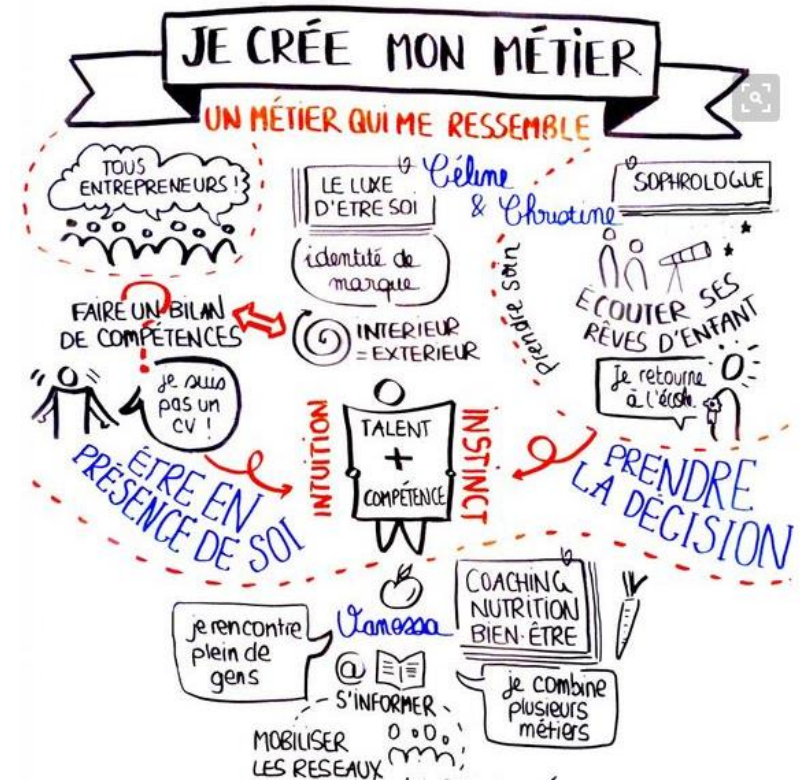 JE CRÉE MON MÉTIER
UN MÉTIER QUI ME RESSEMBLE
TOUS
ENTREPRENEURS !
LE LUXE
D'ETRE SOI
Céline
& Christine
SOPHROLOGUE
identité de
marque
prendre soin
ÉCOUTER SES
RÊVES D'ENFANT
FAIRE UN BILAN
DE COMPÉTENCES
?
INTERIEUR
= EXTERIEUR
je suis
pas un
CV !
Je retourne
à l'école
INTUITION
TALENT
+
COMPÉTENCE
INSTINCT
ÊTRE EN
PRÉSENCE DE SOI
PRENDRE
LA DÉCISION
COACHING
NUTRITION
BIEN-ÊTRE
Vanessa
je rencontre
plein de
gens
@
S'INFORMER
je combine
plusieurs
métiers
MOBILISER
LES RESEAUX